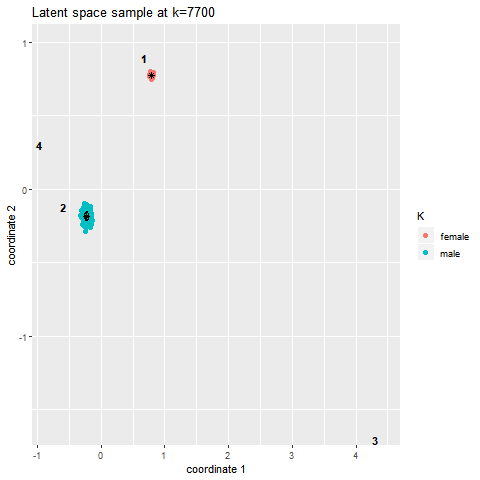 Latent space sample at k=7700
1
1
4
0
2
-1
3
-1
0
1
2
3
4
coordinate 1
coordinate 2
K
female
male